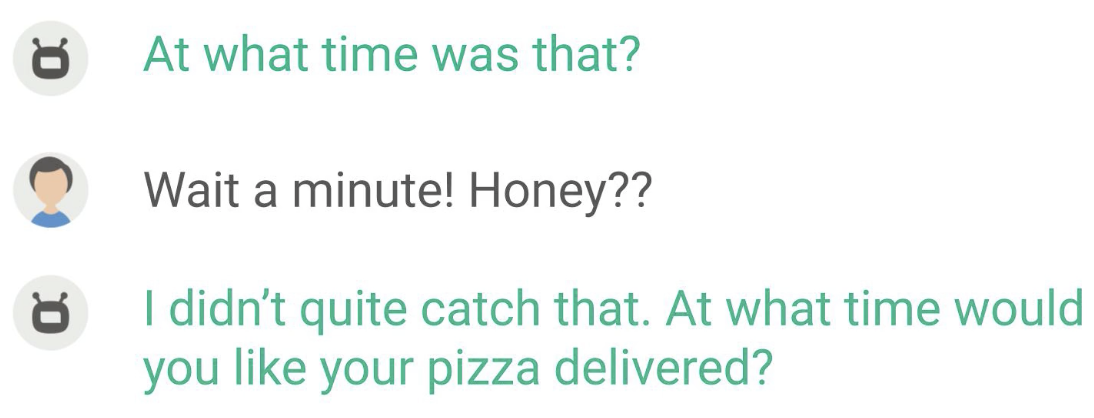 At what time was that?
Wait a minute! Honey??
I didn’t quite catch that. At what time would
you like your pizza delivered?